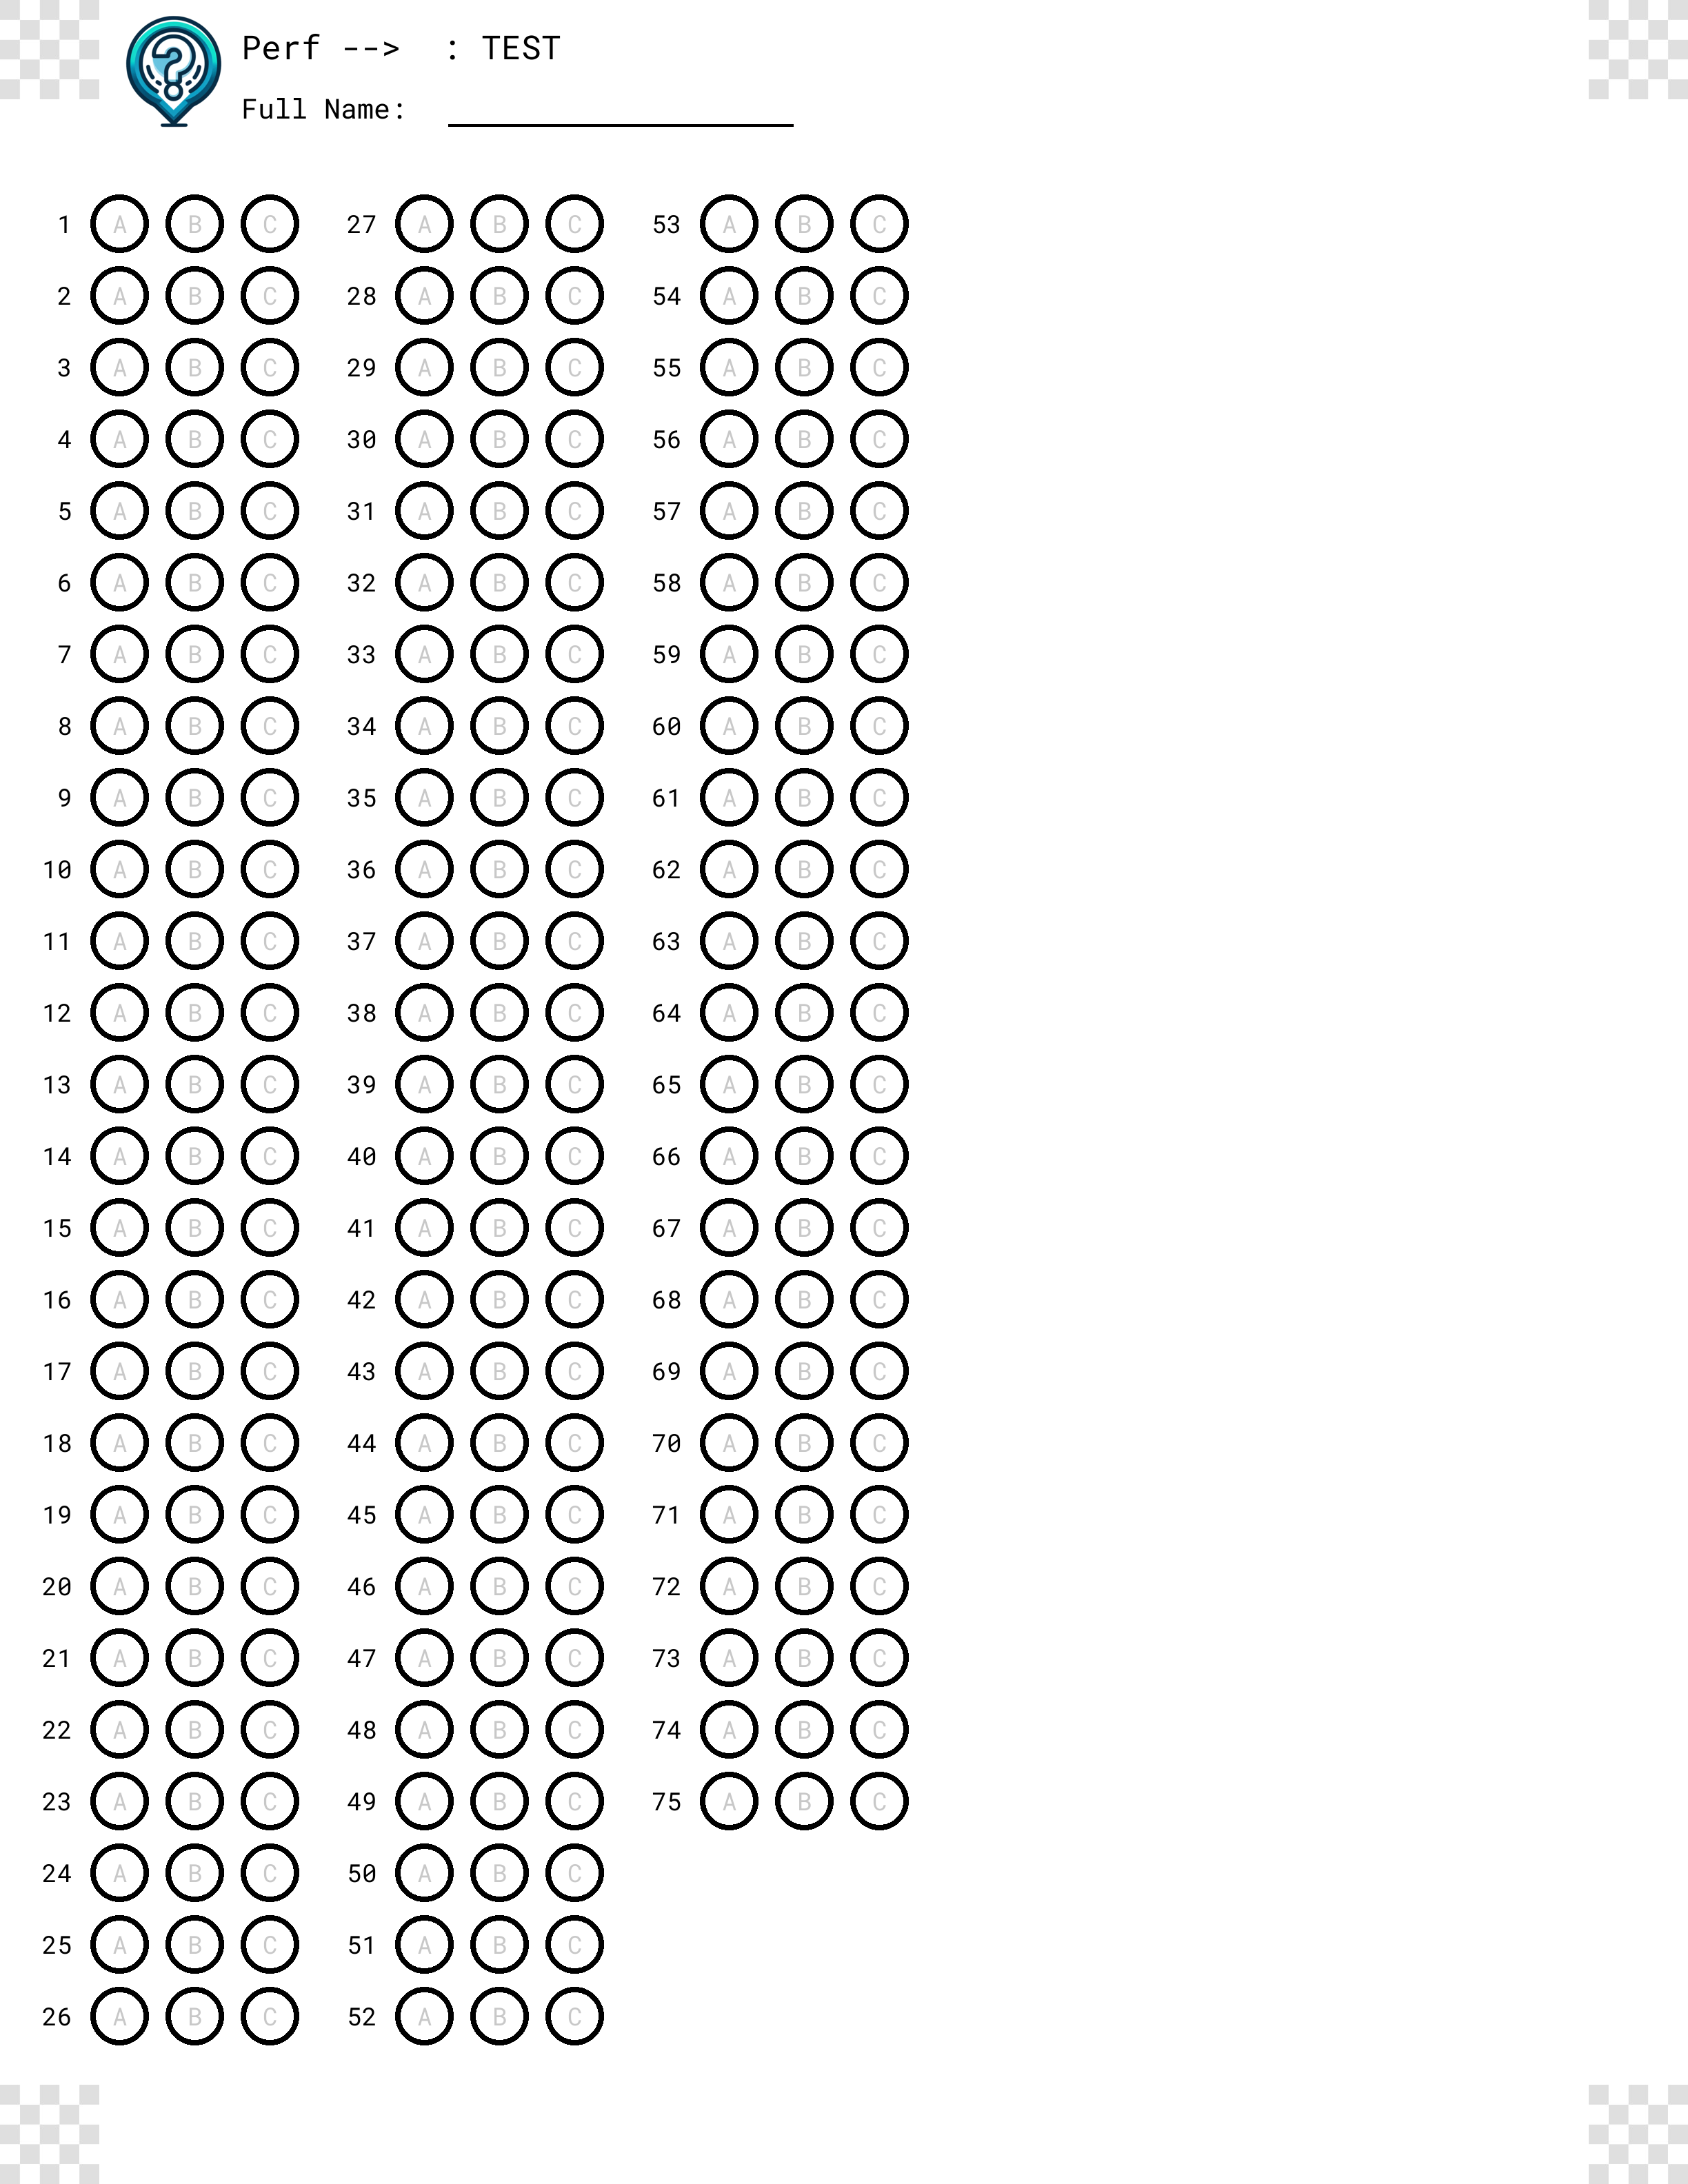 Perf --> : TEST
Full Name:
1 A B C 27 A B C 53 A B C
2 A B C 28 A B C 54 A B C
3 A B C 29 A B C 55 A B C
4 A B C 30 A B C 56 A B C
5 A B C 31 A B C 57 A B C
6 A B C 32 A B C 58 A B C
7 A B C 33 A B C 59 A B C
8 A B C 34 A B C 60 A B C
9 A B C 35 A B C 61 A B C
10 A B C 36 A B C 62 A B C
11 A B C 37 A B C 63 A B C
12 A B C 38 A B C 64 A B C
13 A B C 39 A B C 65 A B C
14 A B C 40 A B C 66 A B C
15 A B C 41 A B C 67 A B C
16 A B C 42 A B C 68 A B C
17 A B C 43 A B C 69 A B C
18 A B C 44 A B C 70 A B C
19 A B C 45 A B C 71 A B C
20 A B C 46 A B C 72 A B C
21 A B C 47 A B C 73 A B C
22 A B C 48 A B C 74 A B C
23 A B C 49 A B C 75 A B C
24 A B C 50 A B C
25 A B C 51 A B C
26 A B C 52 A B C